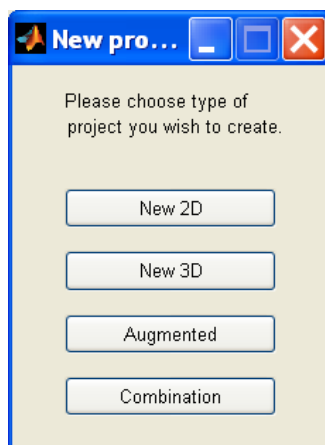 New pro...
Please choose type of
project you wish to create.
New 2D
New 3D
Augmented
Combination